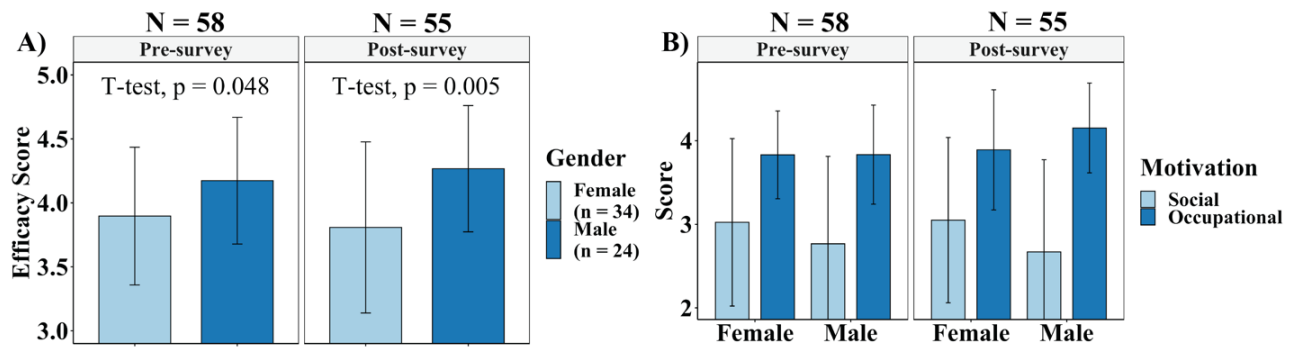 A)
N = 58
N = 55
Pre-survey
Post-survey
T-test, p = 0.048
T-test, p = 0.005
Efficacy Score
5.0
4.5
4.0
3.5
3.0
Gender
Female
(n = 34)
Male
(n = 24)
B)
N = 58
N = 55
Pre-survey
Post-survey
Score
4
3
2
Female
Male
Female
Male
Motivation
Social
Occupational